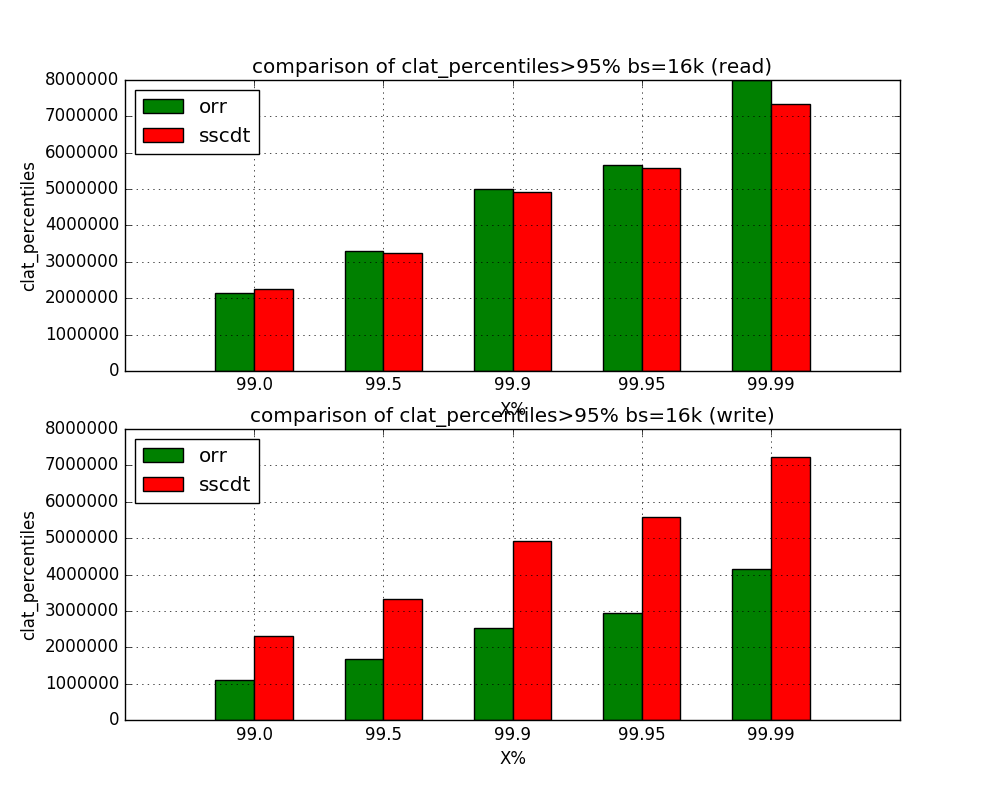 comparison of clat_percentiles>95% bs=16k (read)
8000000
7000000
6000000
5000000
4000000
3000000
2000000
1000000
0
clat_percentiles
orr
sscdt
99.0 99.5 99.9 99.95 99.99
X%
comparison of clat_percentiles>95% bs=16k (write)
8000000
7000000
6000000
5000000
4000000
3000000
2000000
1000000
0
clat_percentiles
orr
sscdt
99.0 99.5 99.9 99.95 99.99
X%